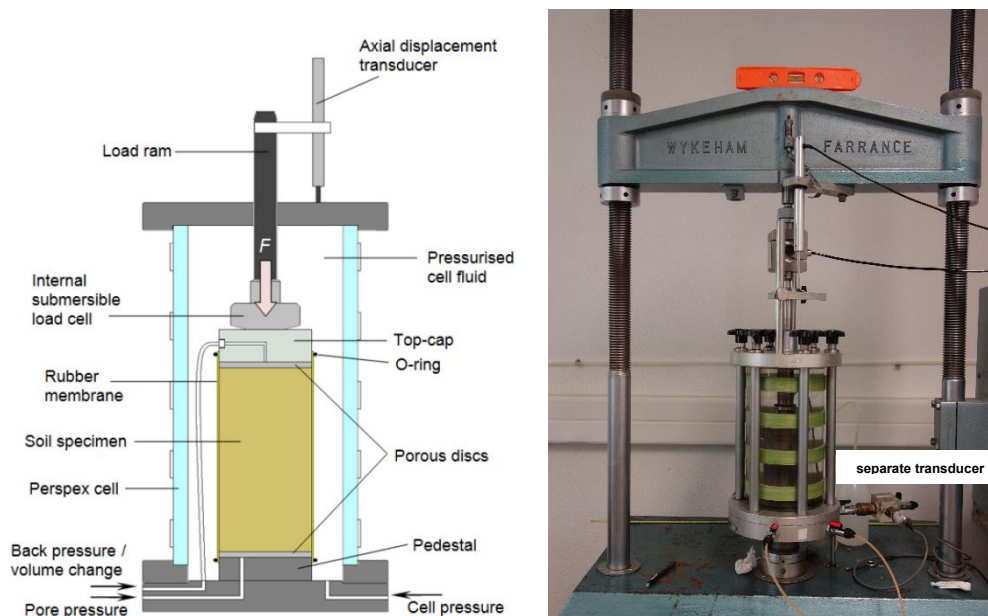 Axial displacement
transducer
Load ram
F
Pressurised
cell fluid
Internal
submersible
load cell
Top-cap
O-ring
Rubber
membrane
Soil specimen
Porous discs
Perspex cell
Pedestal
Back pressure /
volume change
Pore pressure
Cell pressure
WYKEHAM FARRANCE
separate transducer